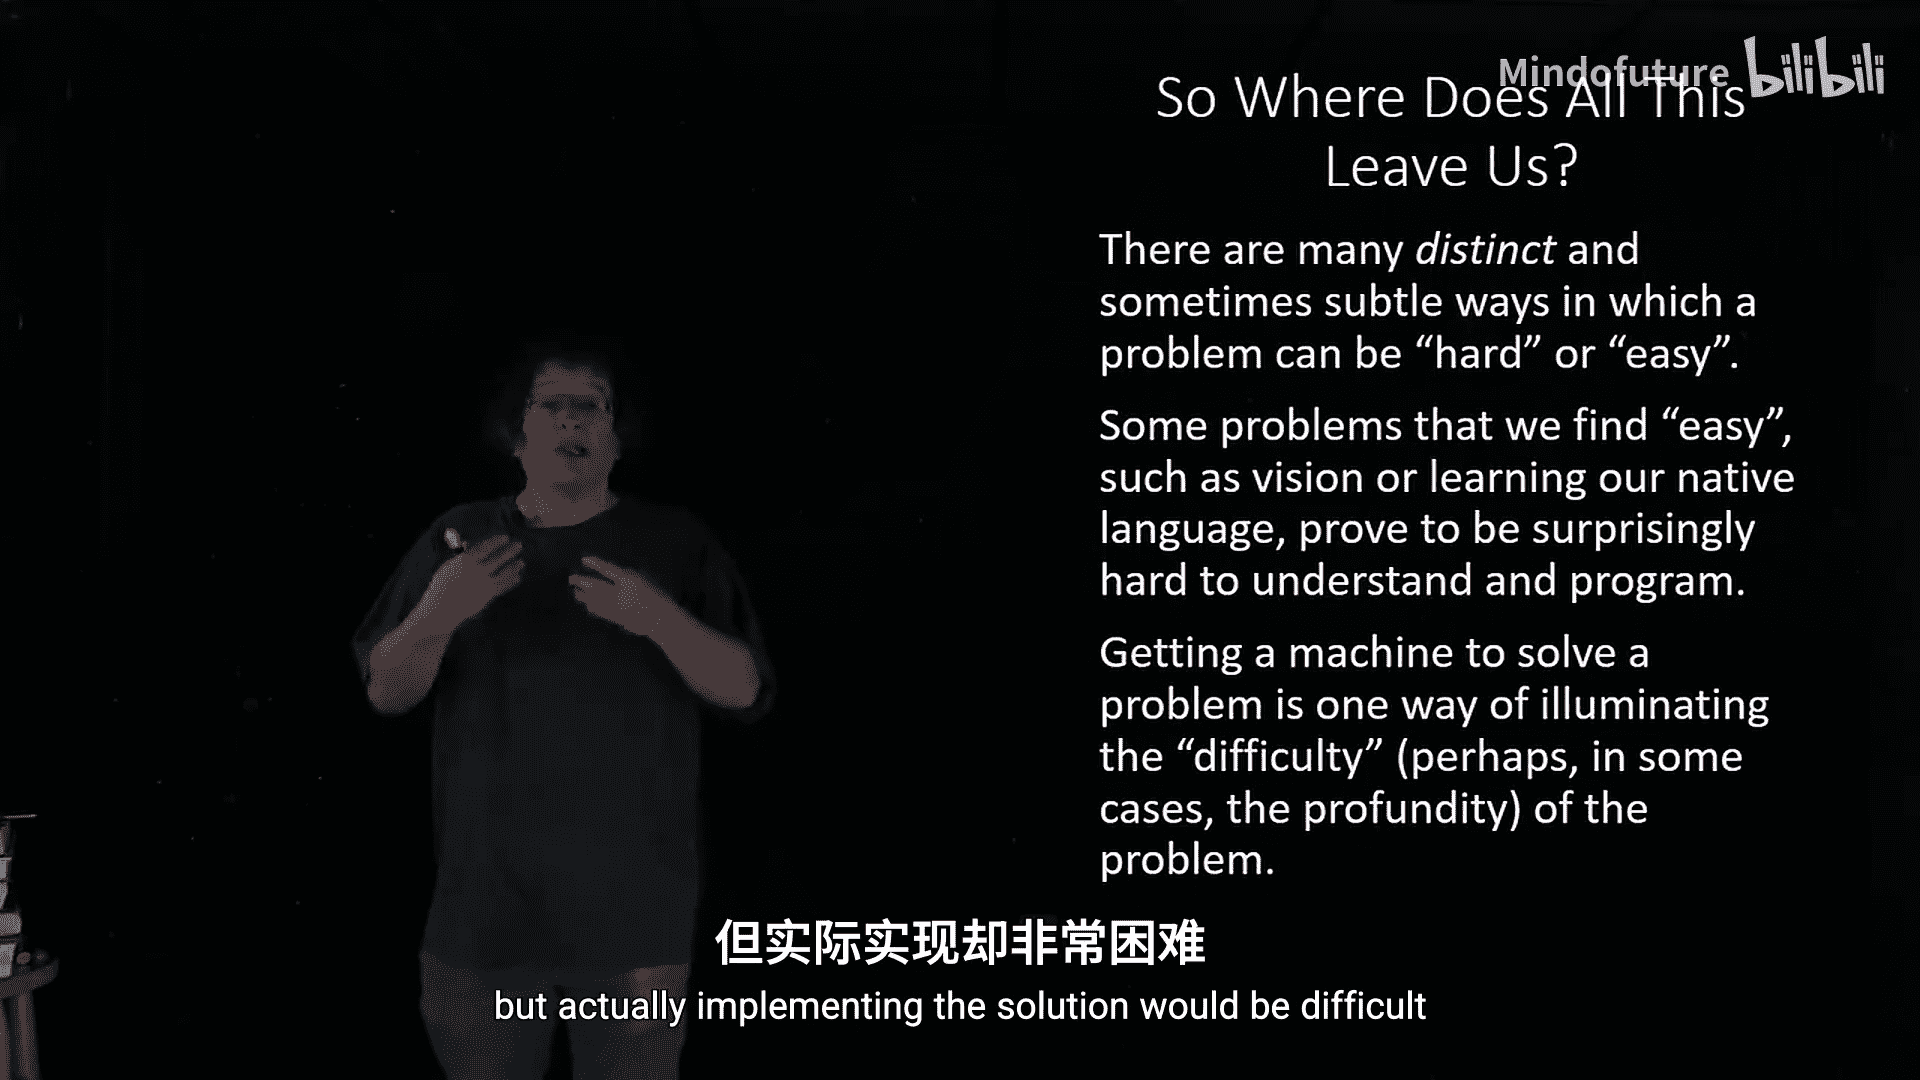 Mindofuture bilibili
So Where Does All This
Leave Us?
There are many distinct and
sometimes subtle ways in which a
problem can be “hard” or “easy”.
Some problems that we find “easy”,
such as vision or learning our native
language, prove to be surprisingly
hard to understand and program.
Getting a machine to solve a
problem is one way of illuminating
the “difficulty” (perhaps, in some
cases, the profundity) of the
problem.
但实际实现却非常困难
but actually implementing the solution would be difficult